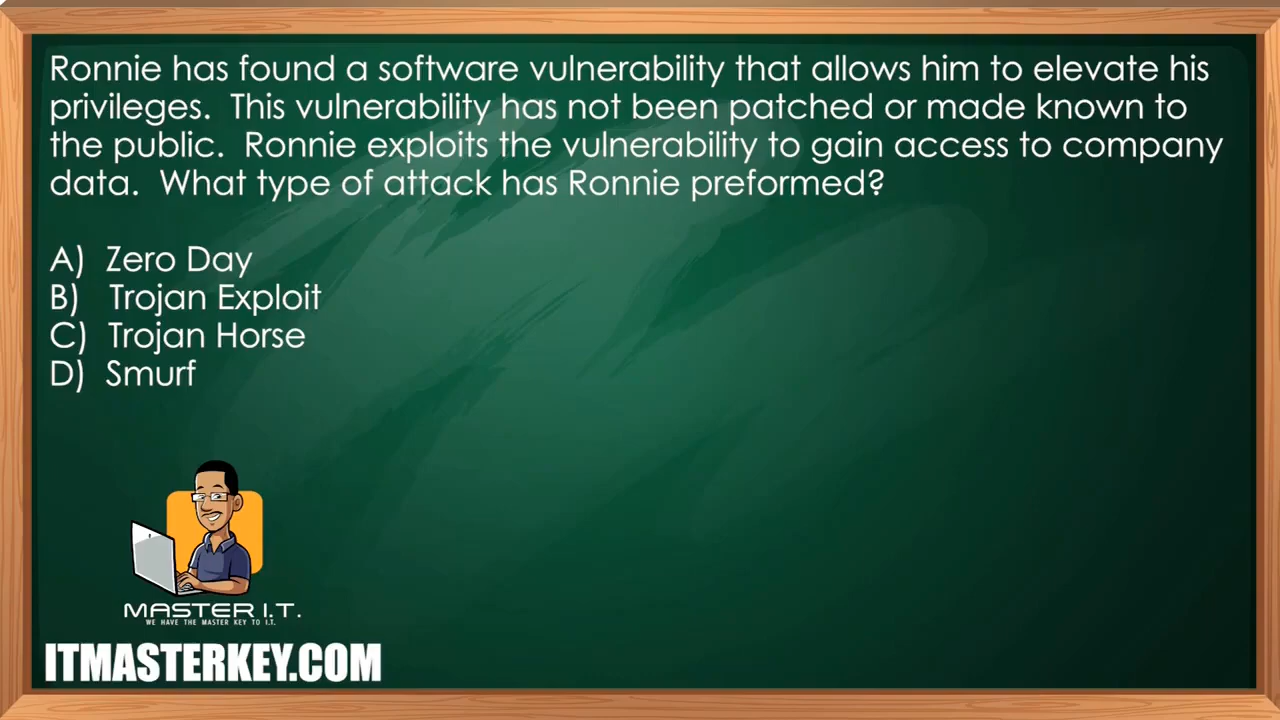 Ronnie has found a software vulnerability that allows him to elevate his
privileges.  This vulnerability has not been patched or made known to
the public.  Ronnie exploits the vulnerability to gain access to company
data.  What type of attack has Ronnie preformed?
A)  Zero Day
B)  Trojan Exploit
C)  Trojan Horse
D)  Smurf
MASTER I.T.
WE HAVE THE MASTER KEY TO I.T.
ITMASTERKEY.COM